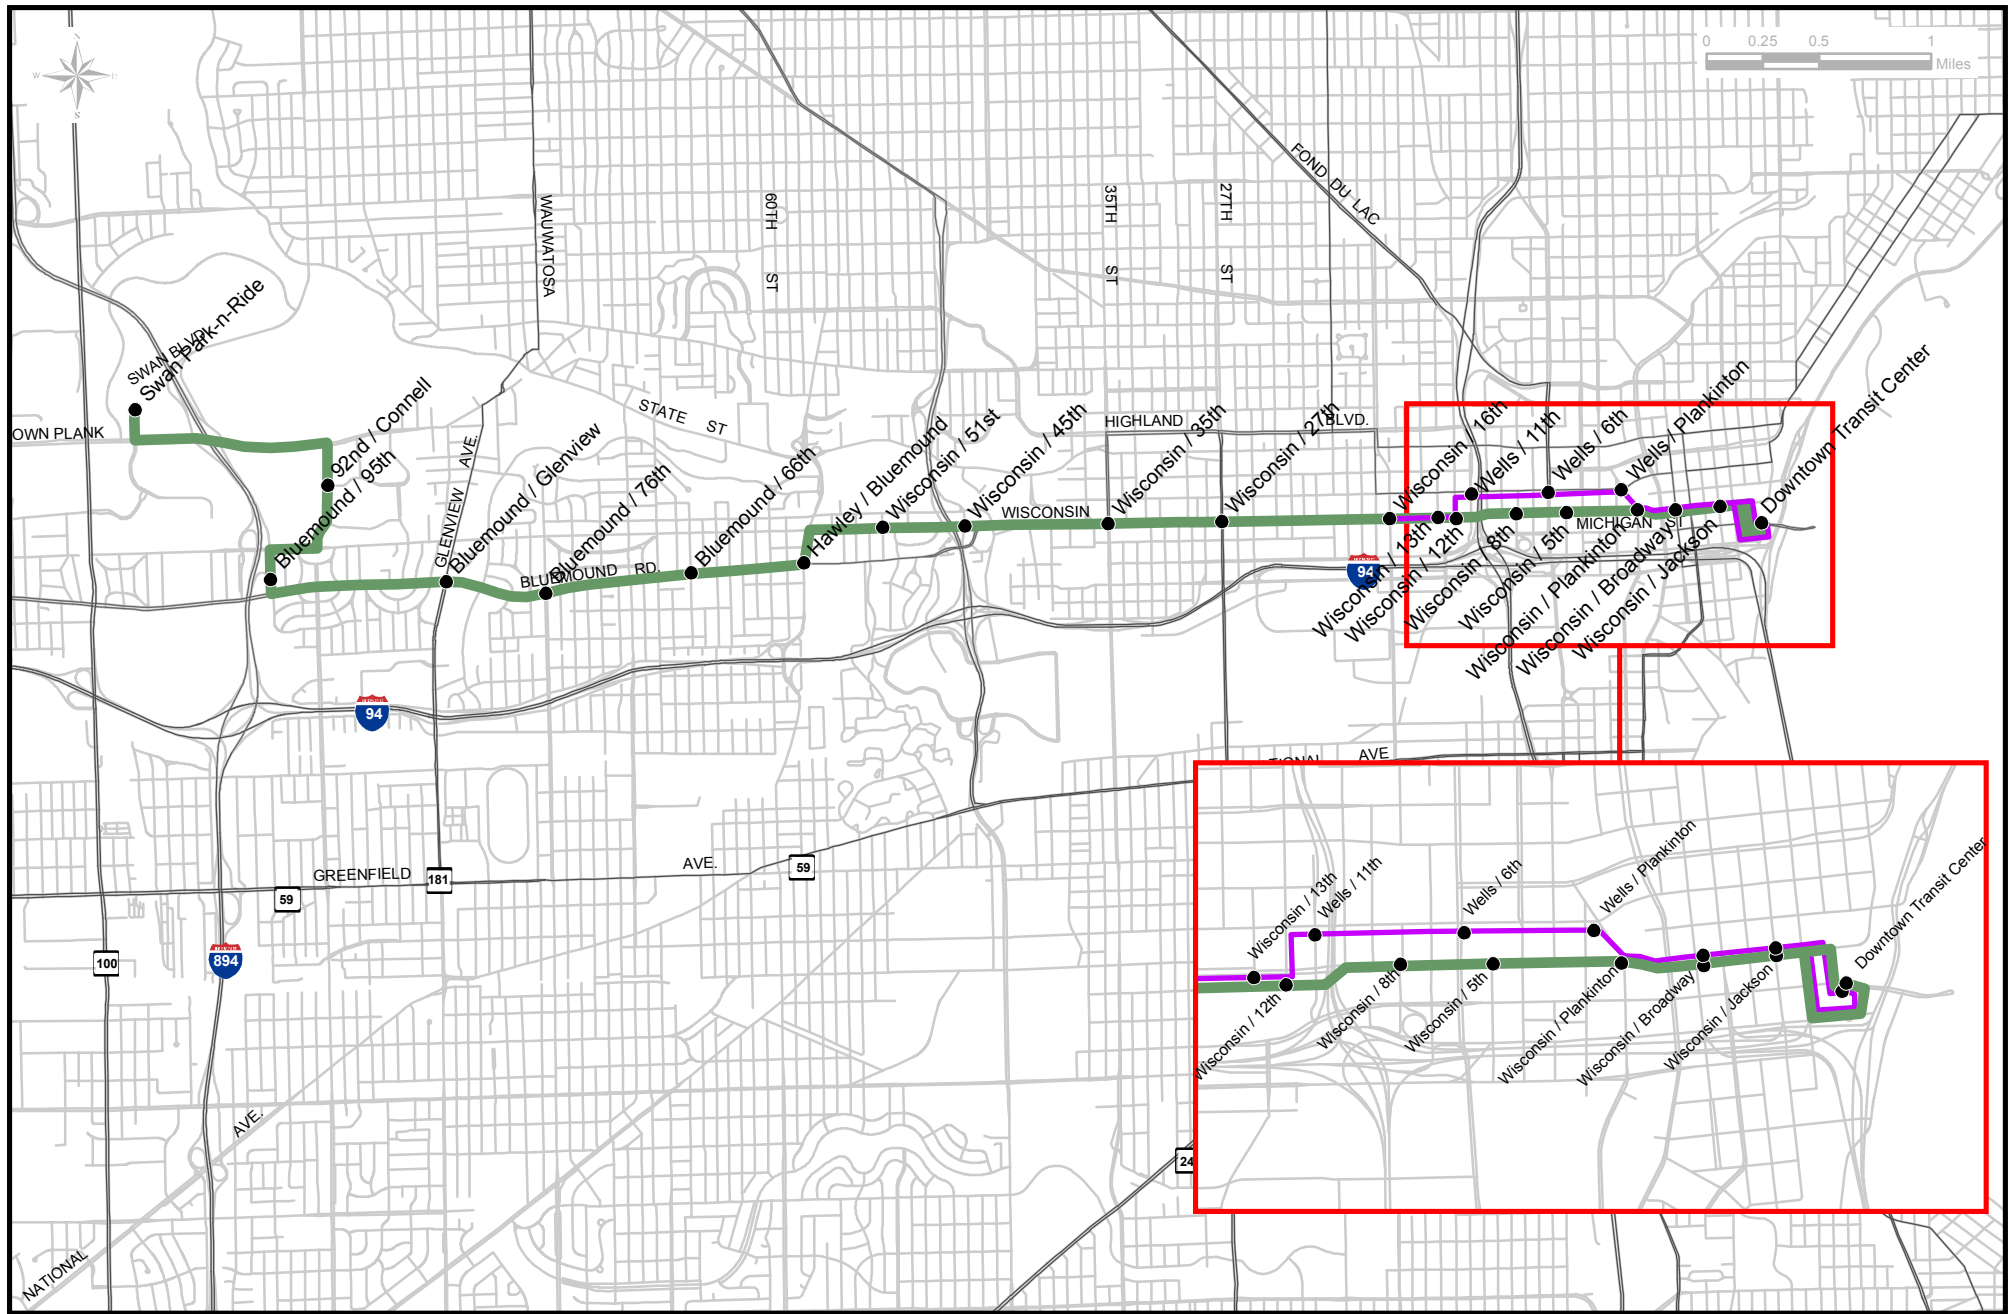 N
W
S
0 0.25 0.5 1
Miles
WAUWATOSA
60TH ST
35TH ST
27TH ST
FOND DU LAC
SWAN BLVD
Swan Park-n-Ride
OWN PLANK
92nd / Connell
Bluemound / 95th
GLENVIEW AVE.
Bluemound / Glenview
STATE ST
BLUEMOUND RD.
Bluemound / 76th
Bluemound / 66th
Hawley / Bluemound
Wisconsin / 51st
Wisconsin / 45th
WISCONSIN
HIGHLAND BLVD.
Wisconsin / 35th
Wisconsin / 27th
Wisconsin / 16th
Wells / 11th
Wells / 6th
Wells / Plankinton
Downtown Transit Center
MICHIGAN ST
Wisconsin / 13th
Wisconsin / 12th
Wisconsin / 8th
Wisconsin / 5th
Wisconsin / Plankinton
Wisconsin / Broadway
Wisconsin / Jackson
94
94
AVE
GREENFIELD AVE.
59
181
59
100
894
AVE.
NATIONAL
24
Wisconsin / 13th
Wells / 11th
Wells / 6th
Wells / Plankinton
Downtown Transit Center
Wisconsin / 12th
Wisconsin / 8th
Wisconsin / 5th
Wisconsin / Plankinton
Wisconsin / Broadway
Wisconsin / Jackson